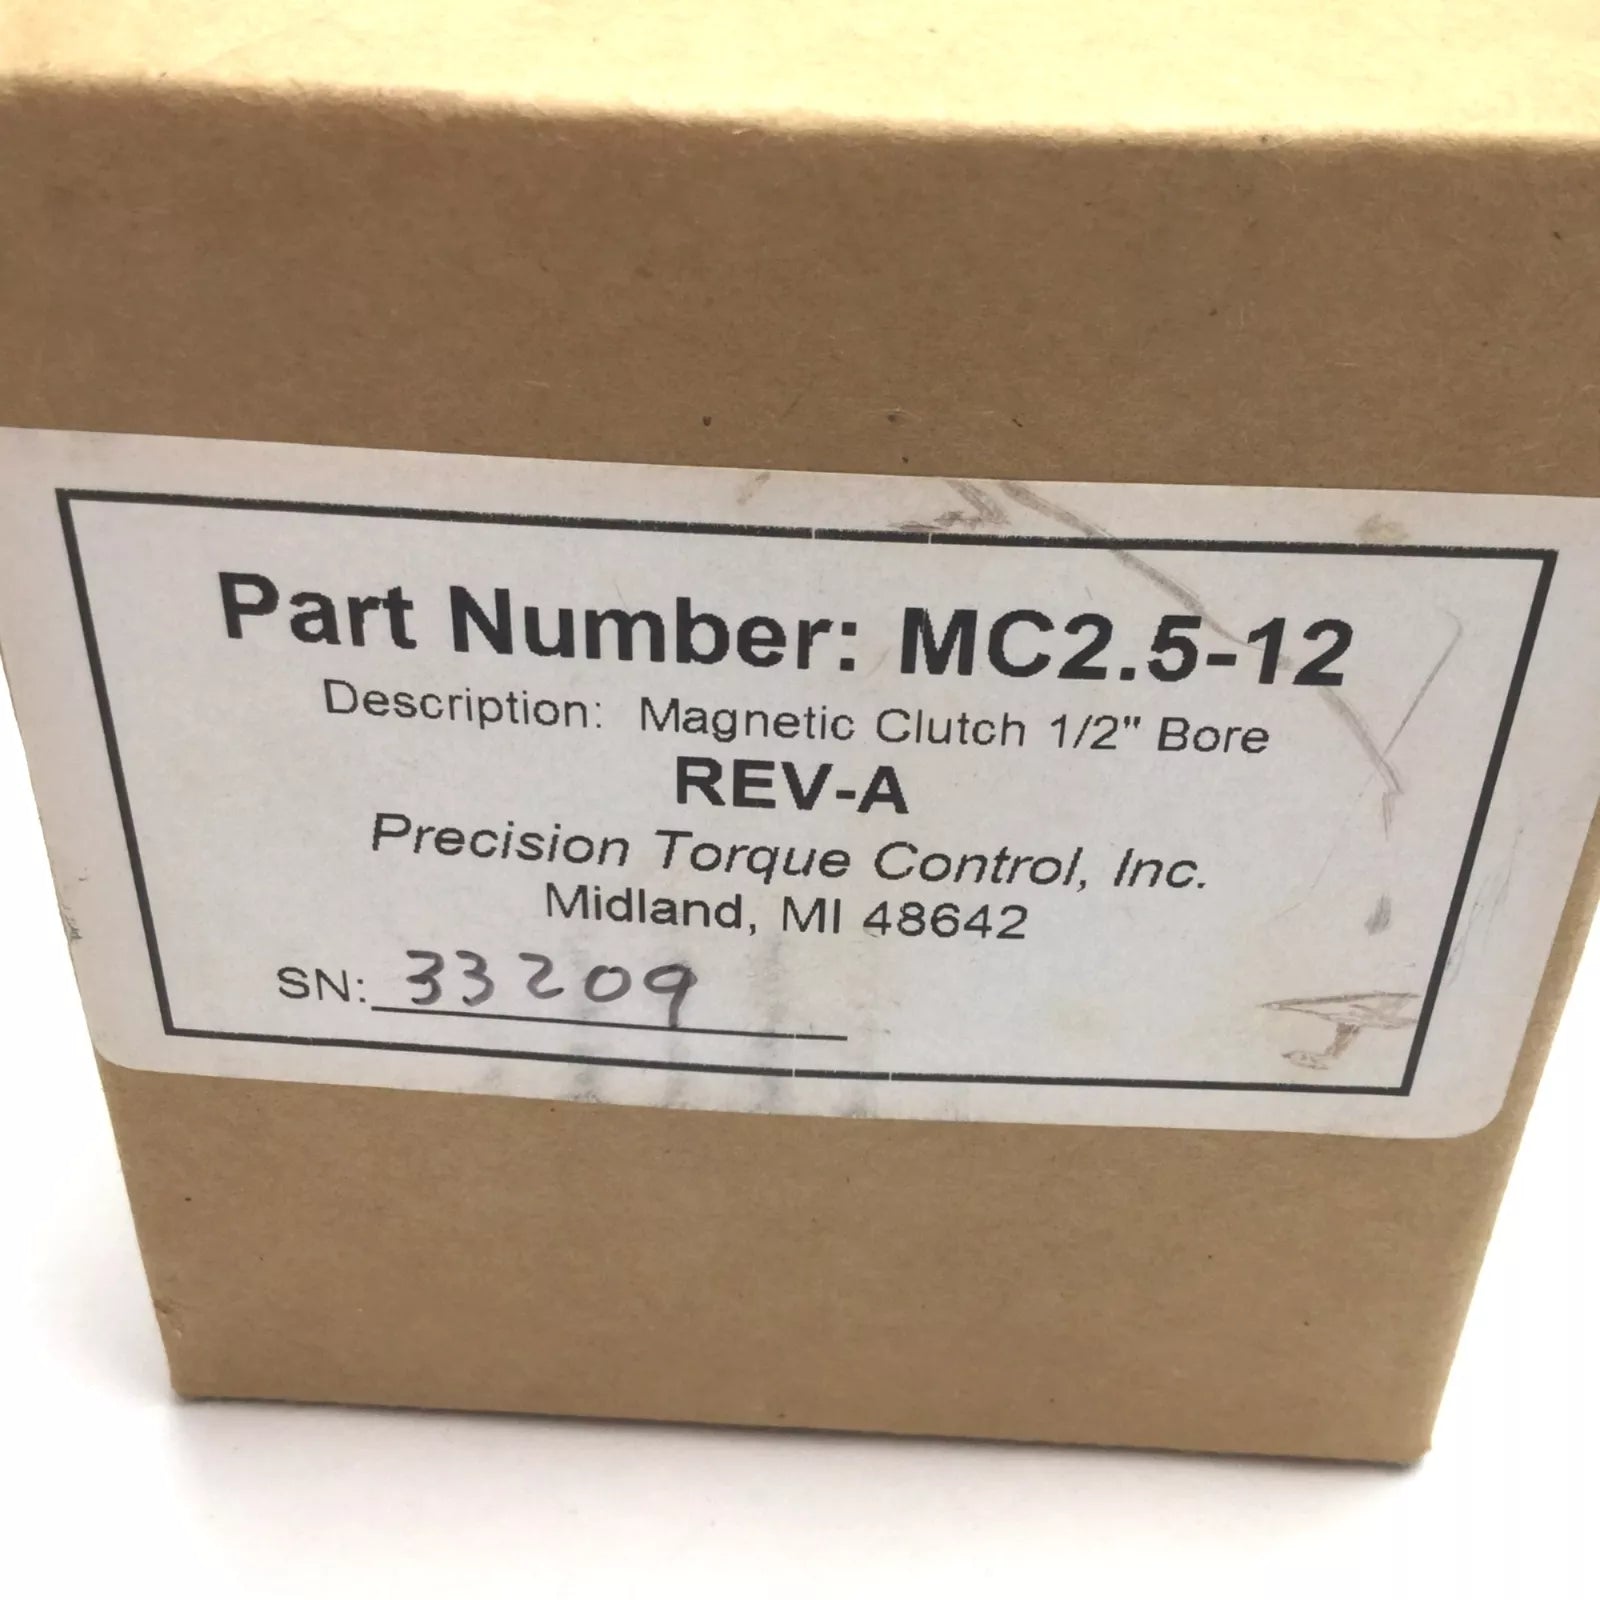 Part Number: MC2.5-12
Description: Magnetic Clutch 1/2" Bore
REV-A
Precision Torque Control, Inc.
Midland, MI 48642
SN: 33209